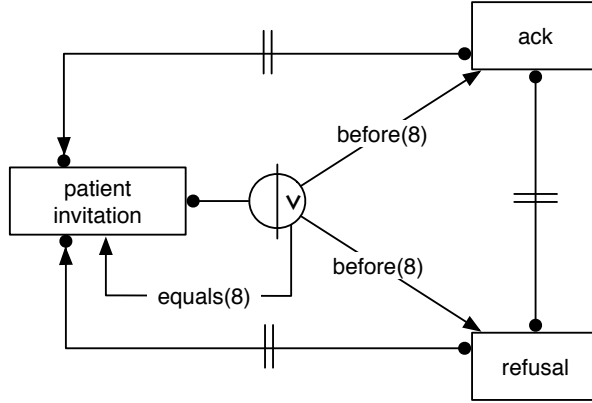 ack
before(8)
patient
invitation
V
before(8)
equals(8)
refusal